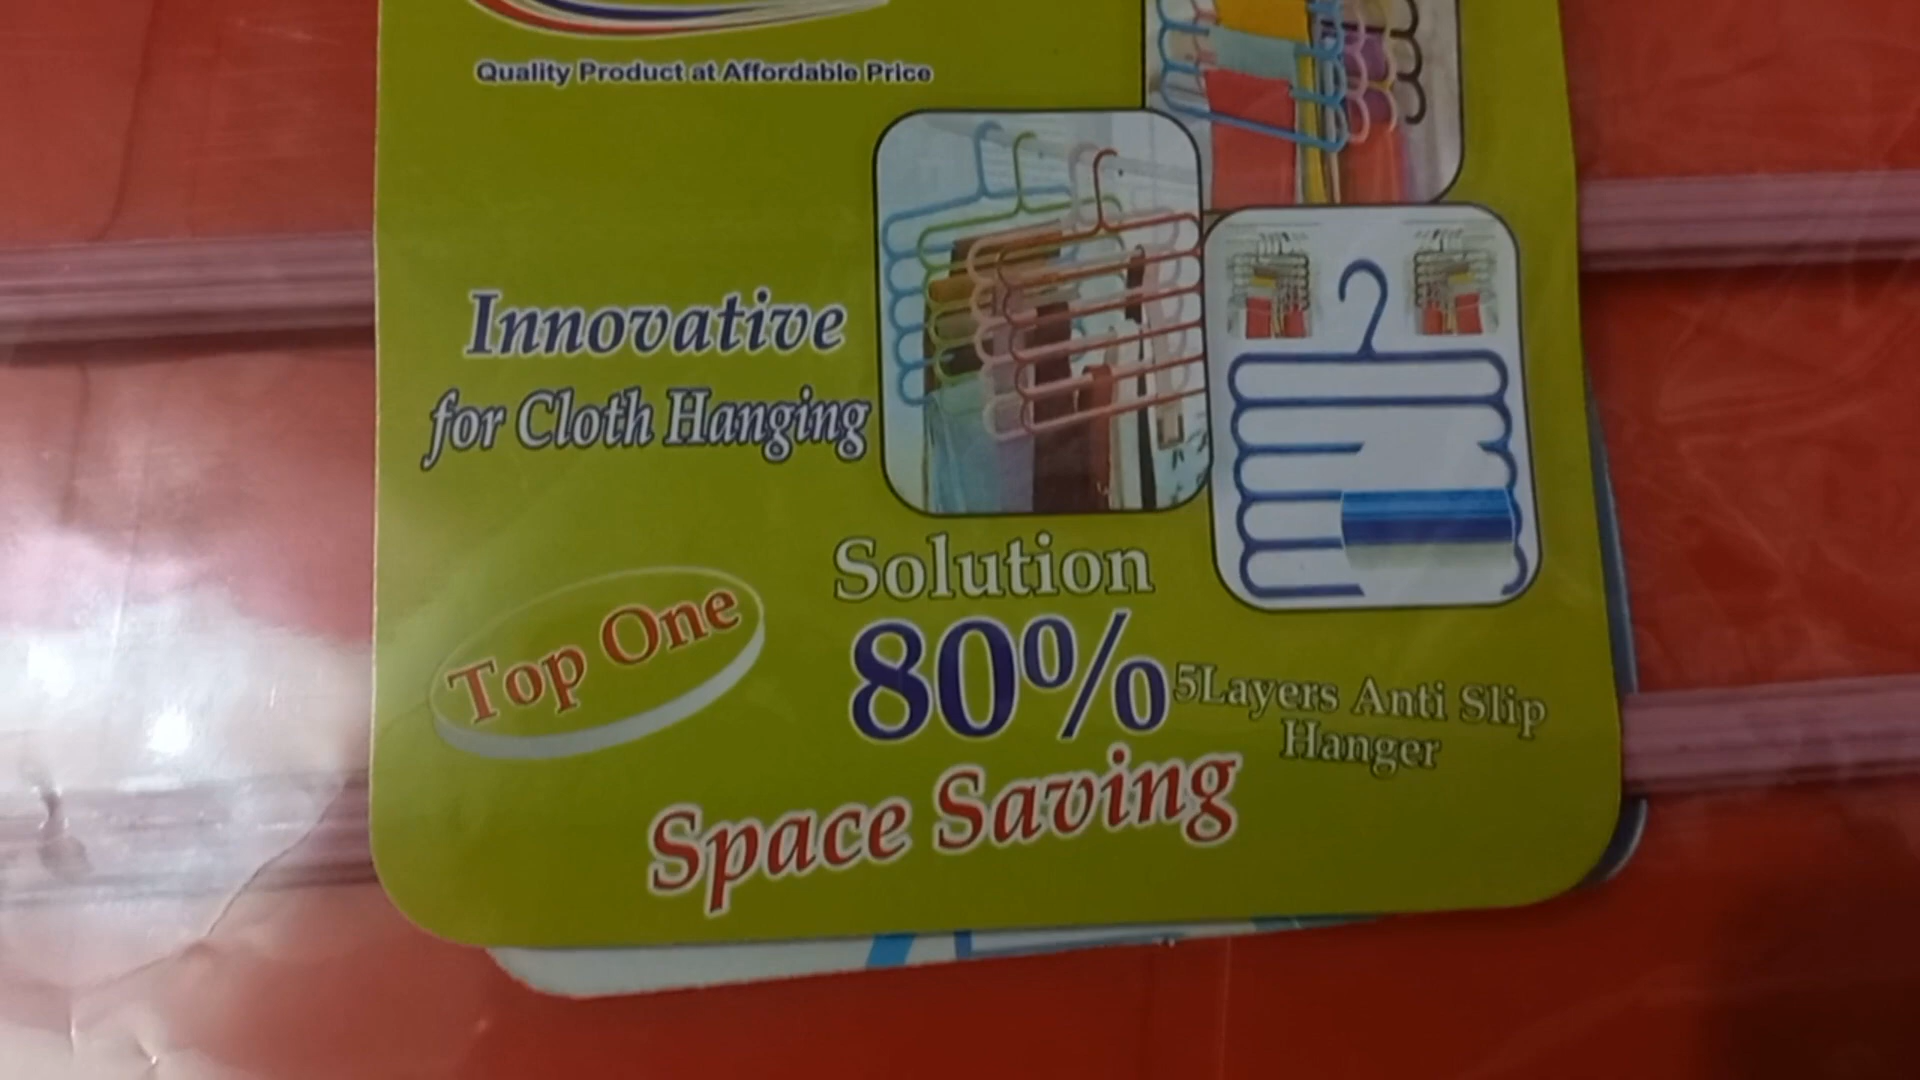 Quality Product at Affordable Price
Innovative
for Cloth Hanging
Solution
Top One
80%
5Layers Anti Slip
Hanger
Space Saving